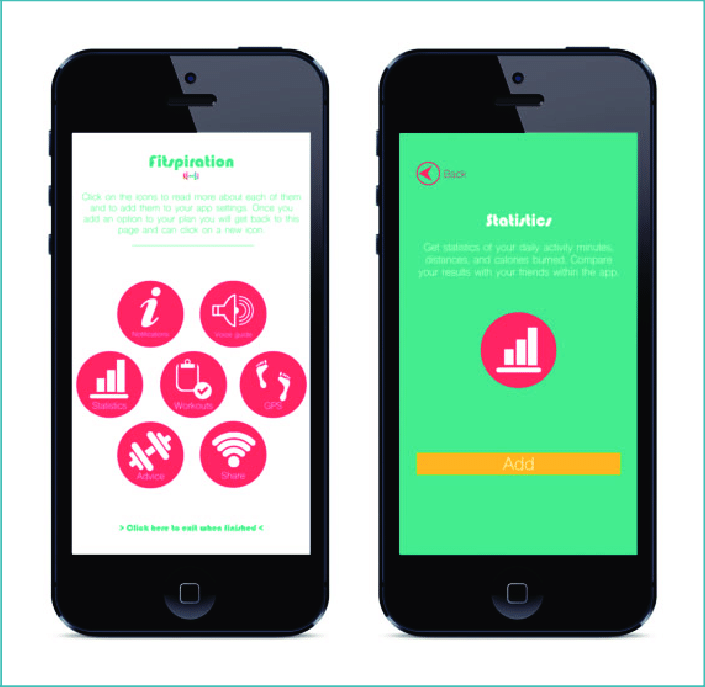 Fitspiration
Click on the icons to read more about each of them
and to add them to your app settings. Once you
add an option to your plan you will get back to this
page and can click on a new icon
Notifications
Voice guide
Statistics
Workouts
GPS
Advice
Share
> Click here to exit when finished <
Back
Statistics
Get statistics of your daily activity minutes,
distances, and calories burned. Compare
your results with your friends within the app.
Add